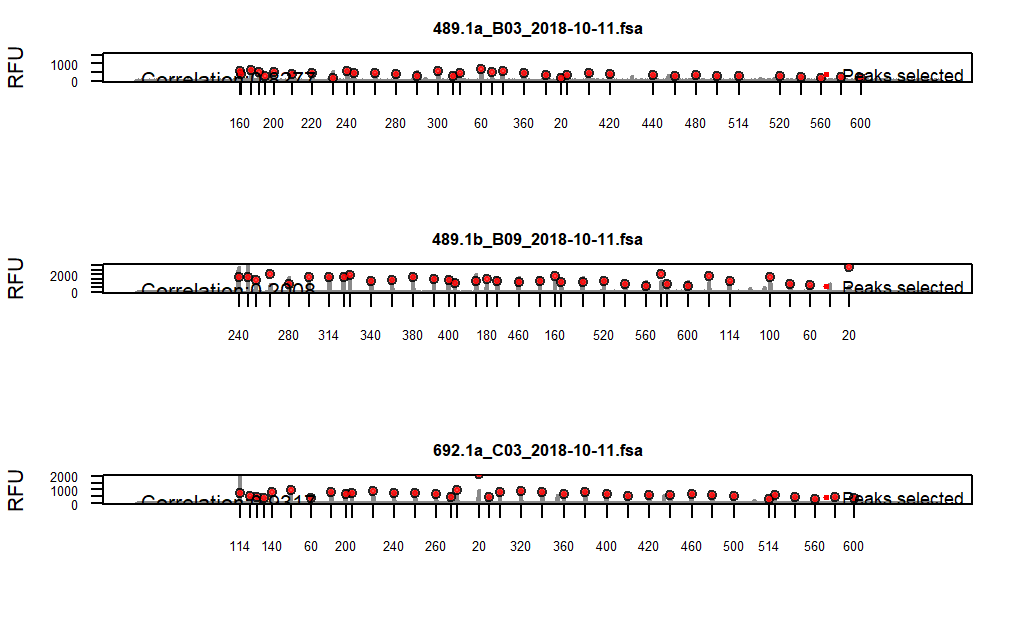 489.1a_B03_2018-10-11.fsa
RFU
1000
0
Correlation:
Peaks selected
160 200 220 240 280 300 60 360 20 420 440 480 514 520 560 600
489.1b_B09_2018-10-11.fsa
RFU
2000
0
Correlation:
Peaks selected
240 280 314 340 380 400 180 460 160 520 560 600 114 100 60 20
692.1a_C03_2018-10-11.fsa
RFU
2000
1000
0
Correlation:
Peaks selected
114 140 60 200 240 260 20 320 360 400 420 460 500 514 560 600